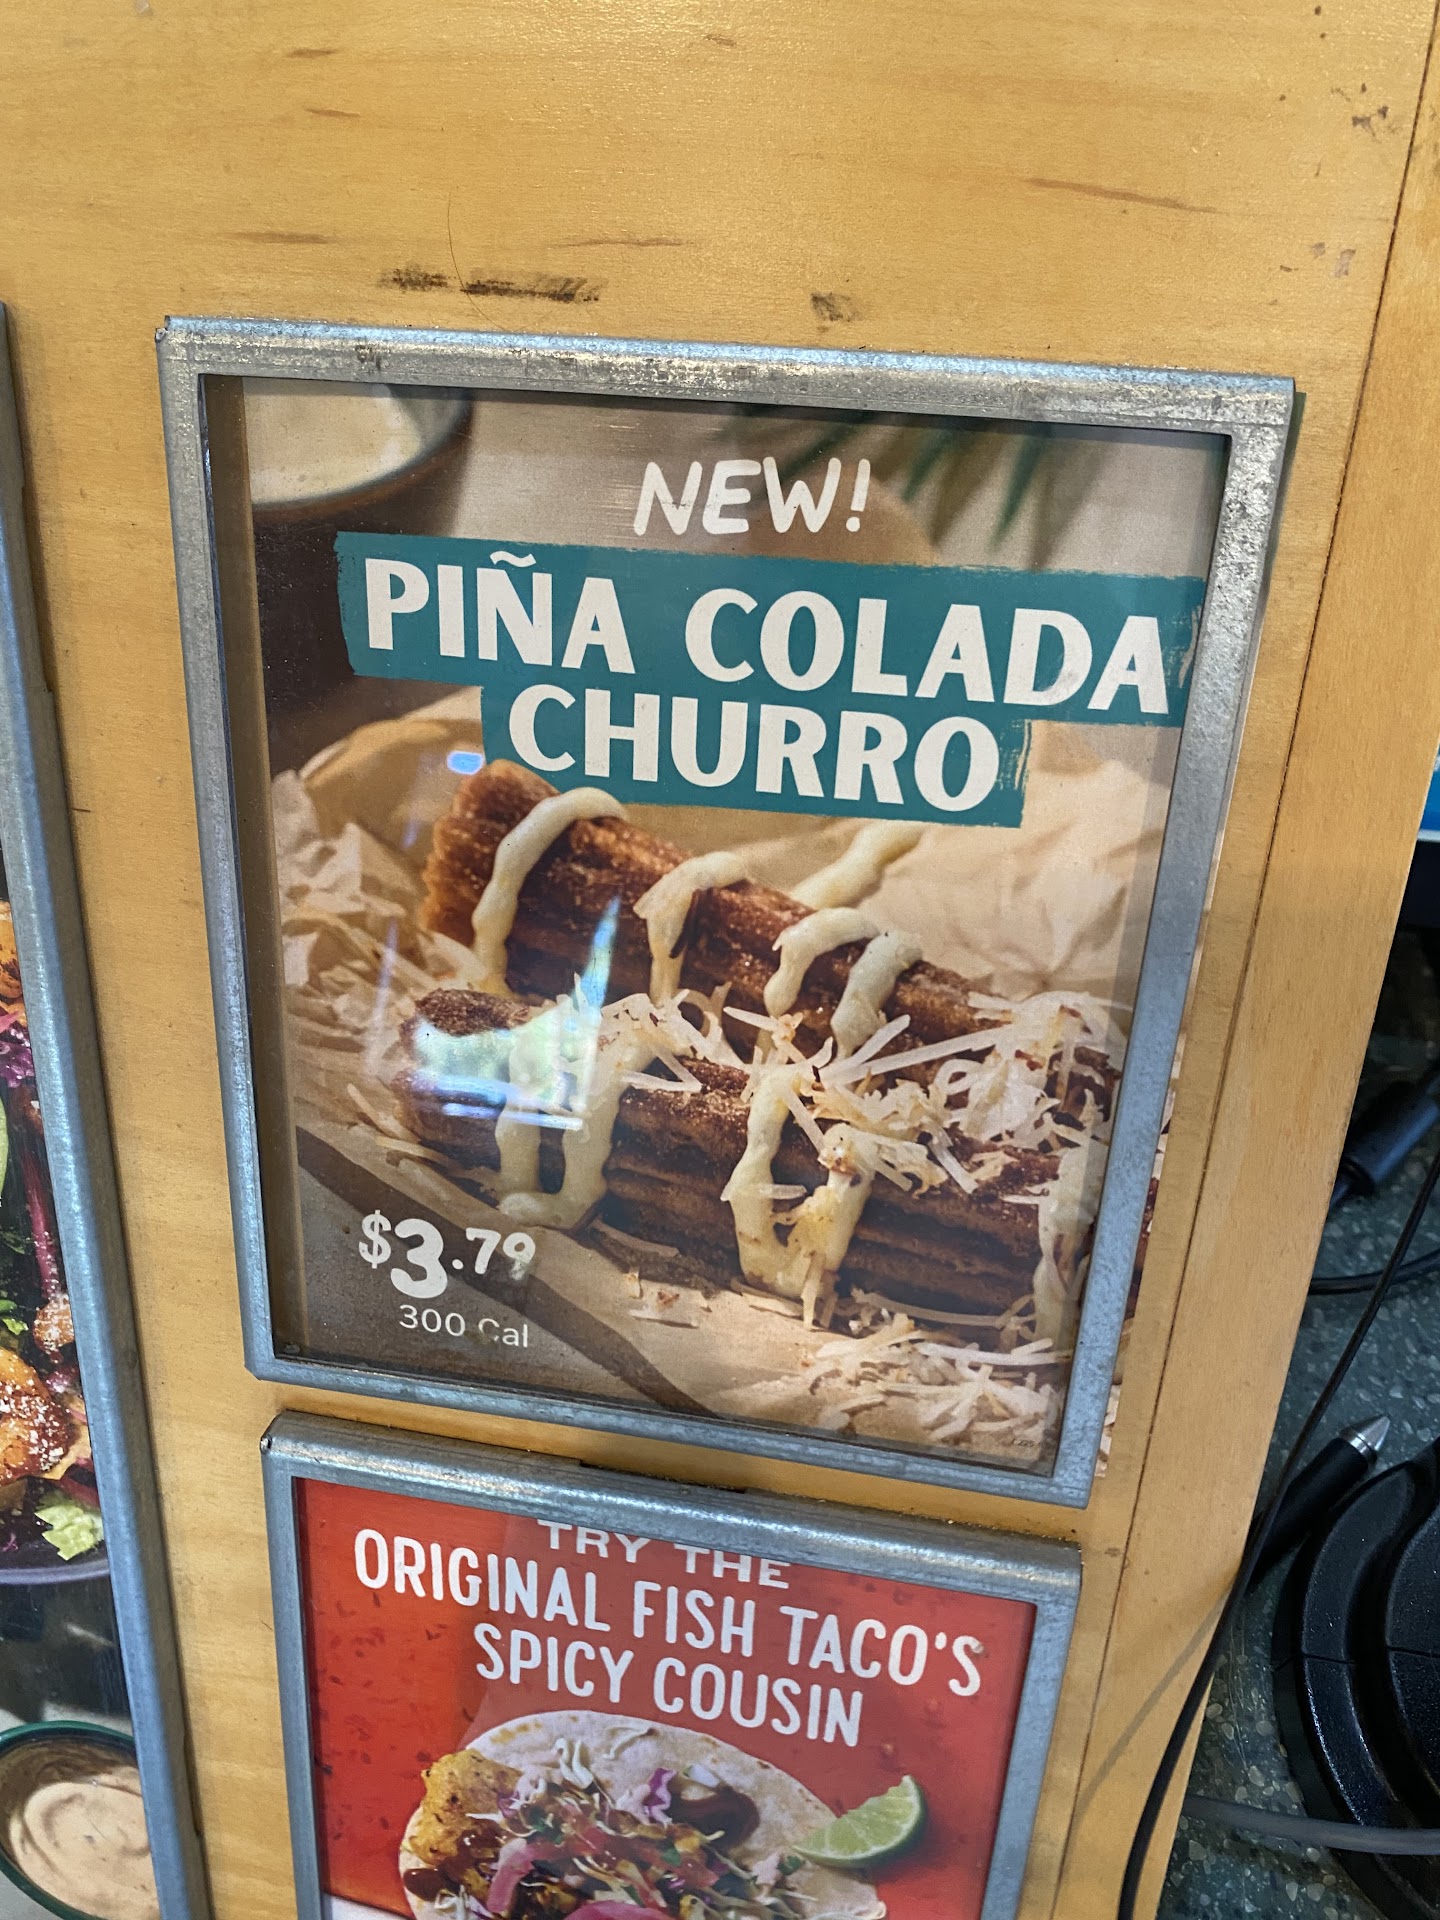 NEW!
PIÑA COLADA
CHURRO
$3.79
300 Cal
TRY THE
ORIGINAL FISH TACO'S
SPICY COUSIN